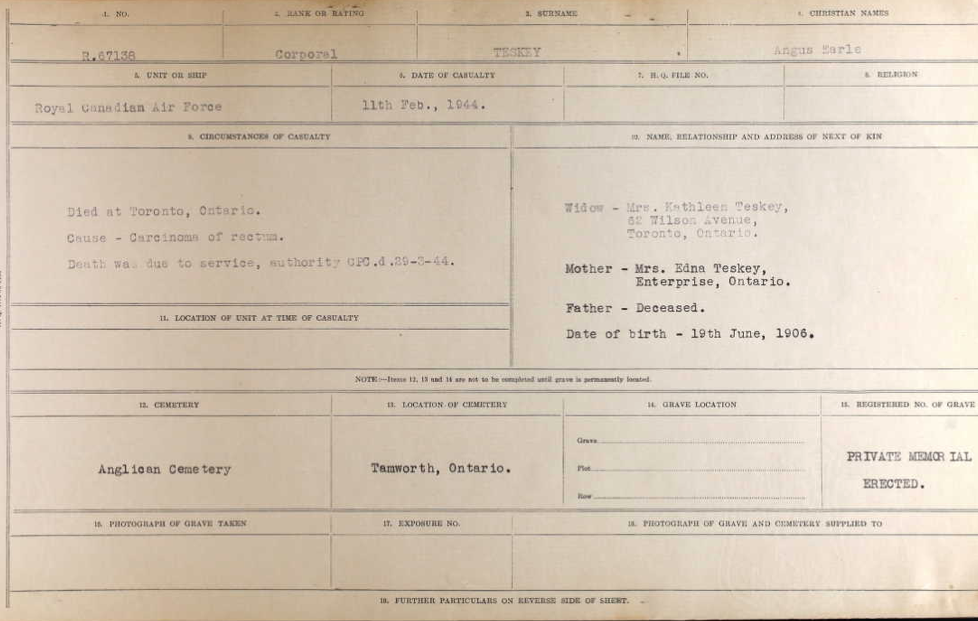 1. NO. 2. RANK OR RATING 3. SURNAME 4. CHRISTIAN NAMES
R.67138 Corporal TESKEY Angus Earle
5. UNIT OR SHIP 6. DATE OF CASUALTY 7. H.Q. FILE NO. 8. RELIGION
Royal Canadian Air Force 11th Feb., 1944.
9. CIRCUMSTANCES OF CASUALTY
Died at Toronto, Ontario.
Cause - Carcinoma of rectum.
Death was due to service, authority CPC.d.29-3-44.
10. NAME, RELATIONSHIP AND ADDRESS OF NEXT OF KIN
Widow - Mrs. Kathleen Teskey,
62 Wilson Avenue,
Toronto, Ontario.
Mother - Mrs. Edna Teskey,
Enterprise, Ontario.
Father - Deceased.
Date of birth - 19th June, 1906.
11. LOCATION OF UNIT AT TIME OF CASUALTY
NOTE:—Items 12, 13 and 14 are not to be completed until grave is permanently located.
12. CEMETERY 13. LOCATION OF CEMETERY 14. GRAVE LOCATION 15. REGISTERED NO. OF GRAVE
Anglican Cemetery Tamworth, Ontario.
Grave
Plot
Row
PRIVATE MEMORIAL
ERECTED.
16. PHOTOGRAPH OF GRAVE TAKEN 17. EXPOSURE NO. 18. PHOTOGRAPH OF GRAVE AND CEMETERY SUPPLIED TO
19. FURTHER PARTICULARS ON REVERSE SIDE OF SHEET.